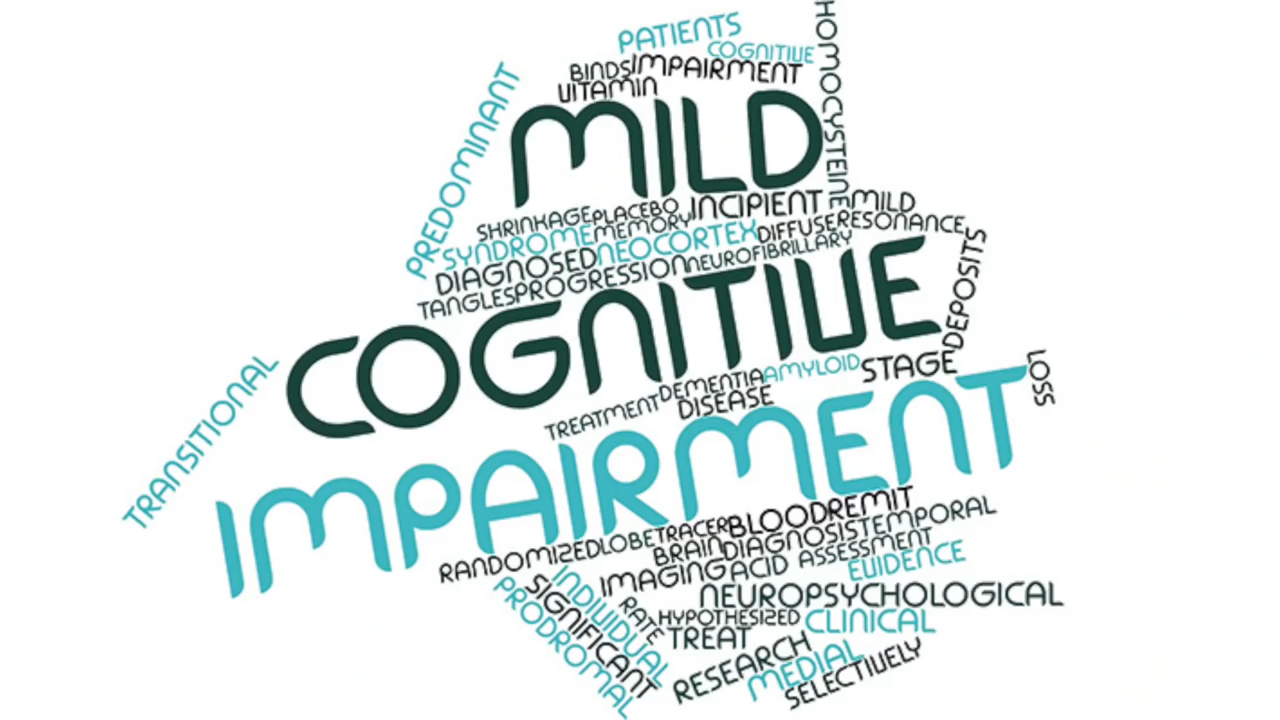 PATIENTS
COGNITIVE
HOMOCYSTEINE
BINDS IMPAIRMENT
VITAMIN
PREDOMINANT
MILD
SHRINKAGE PLACEBO INCIPIENT MILD
SYNDROME MEMORY DIFFUSE RESONANCE
DIAGNOSED NEOCORTEX
TANGLES PROGRESSION NEUROFIBRILLARY
DEPOSITS
COGNITIVE
TRANSITIONAL
TREATMENT DEMENTIA AMYLOID STAGE
DISEASE
LOSS
IMPAIRMENT
RANDOMIZED LOBE TRACER BLOOD REMIT
BRAIN DIAGNOSIS TEMPORAL
IMAGING ACID ASSESSMENT
EVIDENCE
INDIVIDUAL
SIGNIFICANT
PRODROMAL
RATE
NEUROPSYCHOLOGICAL
HYPOTHESIZED CLINICAL
TREAT
RESEARCH
MEDIAL
SELECTIVELY